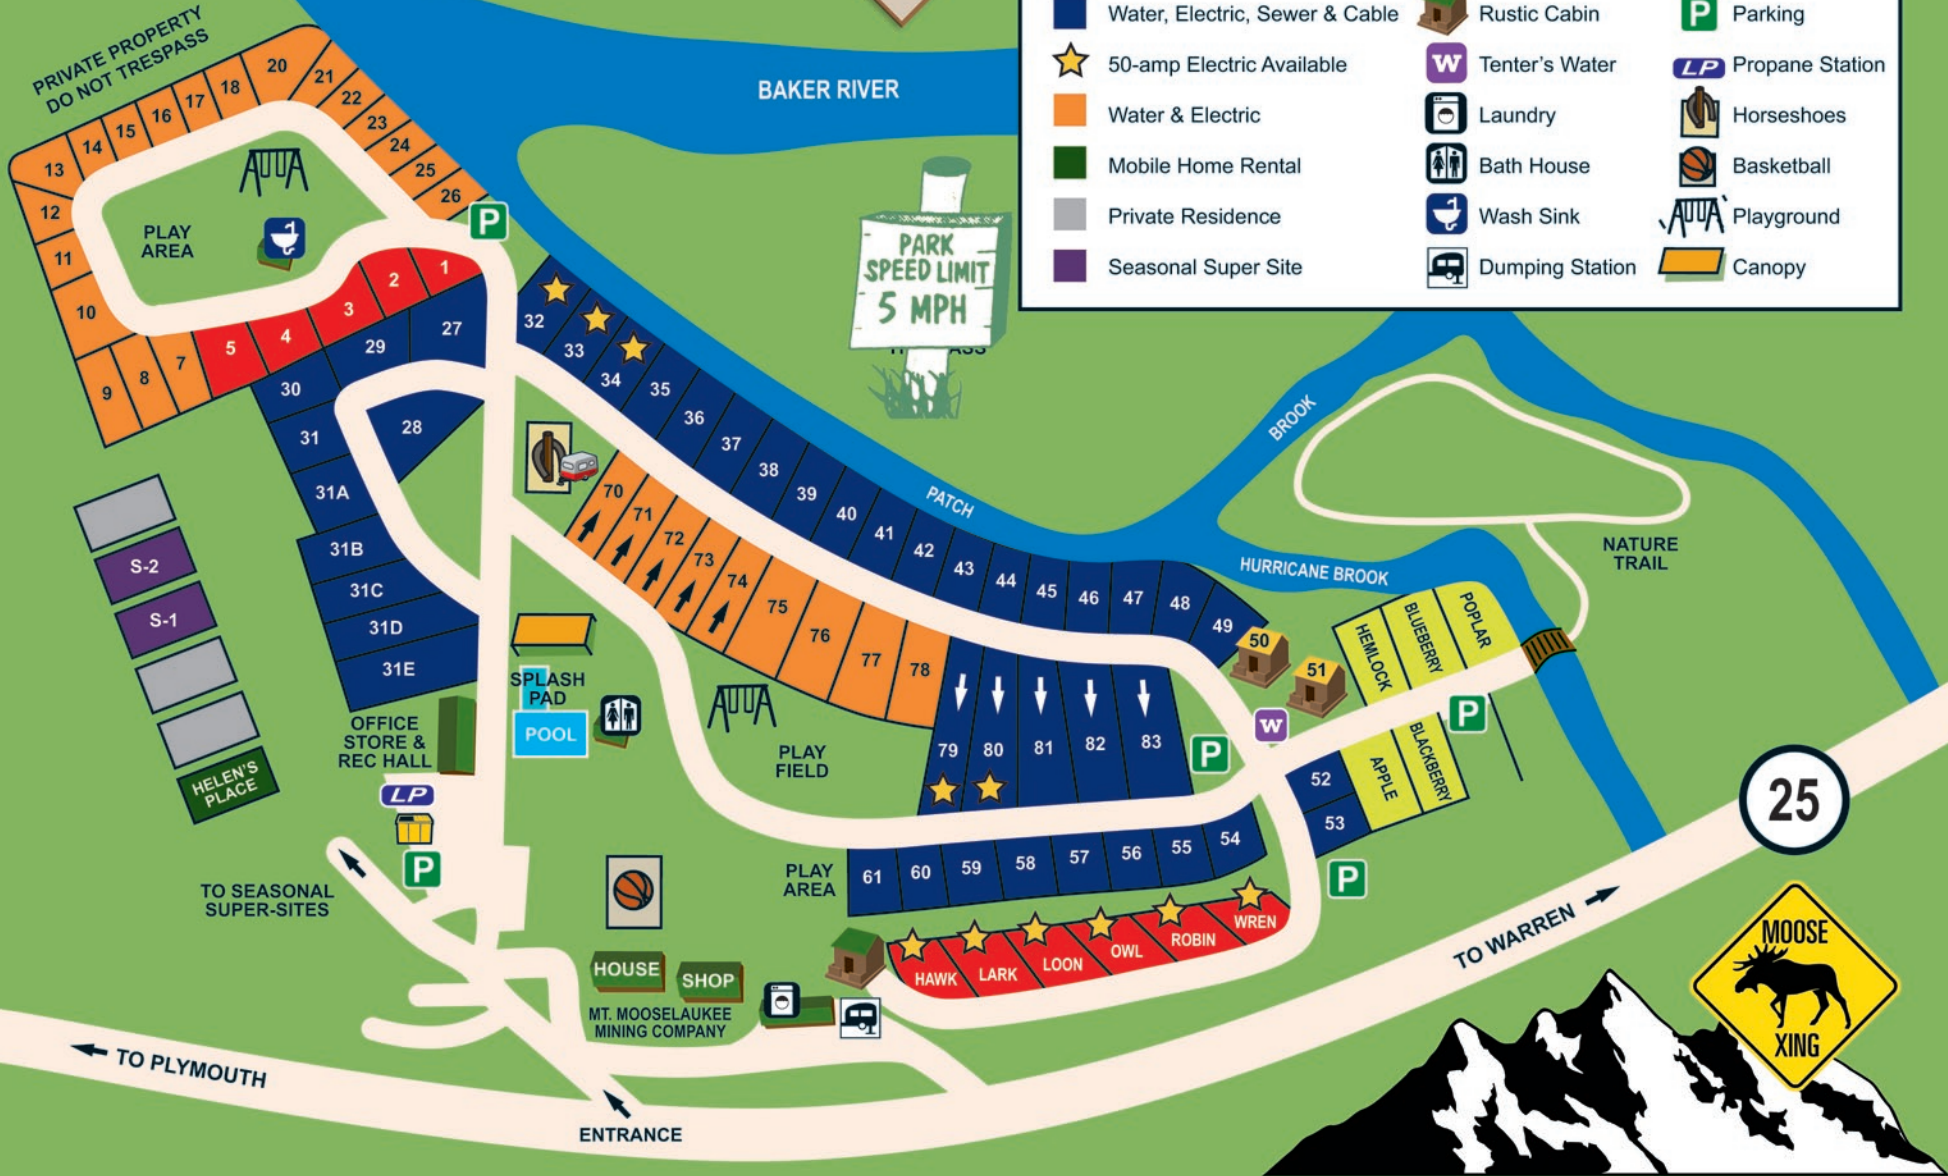 Water, Electric, Sewer & Cable
Rustic Cabin
P
Parking
50-amp Electric Available
W
Tenter's Water
LP
Propane Station
Water & Electric
Laundry
Horseshoes
Mobile Home Rental
Bath House
Basketball
Private Residence
Wash Sink
Playground
Seasonal Super Site
Dumping Station
Canopy
PRIVATE PROPERTY
DO NOT TRESPASS
BAKER RIVER
PARK
SPEED LIMIT
5 MPH
20
21
18
22
17
23
16
24
15
25
14
26
13
12
11
10
9
8
7
P
PLAY
AREA
1
2
3
4
5
27
29
30
28
31
31A
31B
31C
31D
31E
32
33
34
35
36
37
38
39
40
41
42
43
44
45
46
47
48
49
50
51
BROOK
PATCH
HURRICANE BROOK
NATURE
TRAIL
70
71
72
73
74
75
76
77
78
79
80
81
82
83
HEMLOCK
BLUEBERRY
POPLAR
APPLE
BLACKBERRY
P
W
P
52
53
P
S-2
S-1
HELEN'S
PLACE
SPLASH
PAD
POOL
OFFICE
STORE &
REC HALL
LP
P
PLAY
FIELD
TO SEASONAL
SUPER-SITES
PLAY
AREA
61
60
59
58
57
56
55
54
HAWK
LARK
LOON
OWL
ROBIN
WREN
HOUSE
SHOP
MT. MOOSELAUKEE
MINING COMPANY
25
TO WARREN
MOOSE
XING
TO PLYMOUTH
ENTRANCE